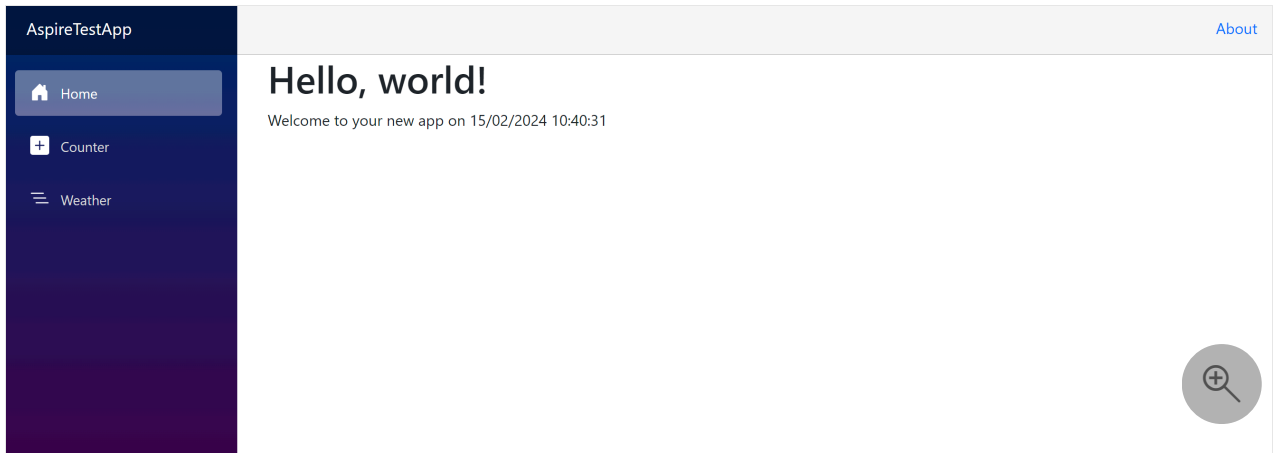 AspireTestApp
About
Home
Counter
Weather
Hello, world!
Welcome to your new app on 15/02/2024 10:40:31